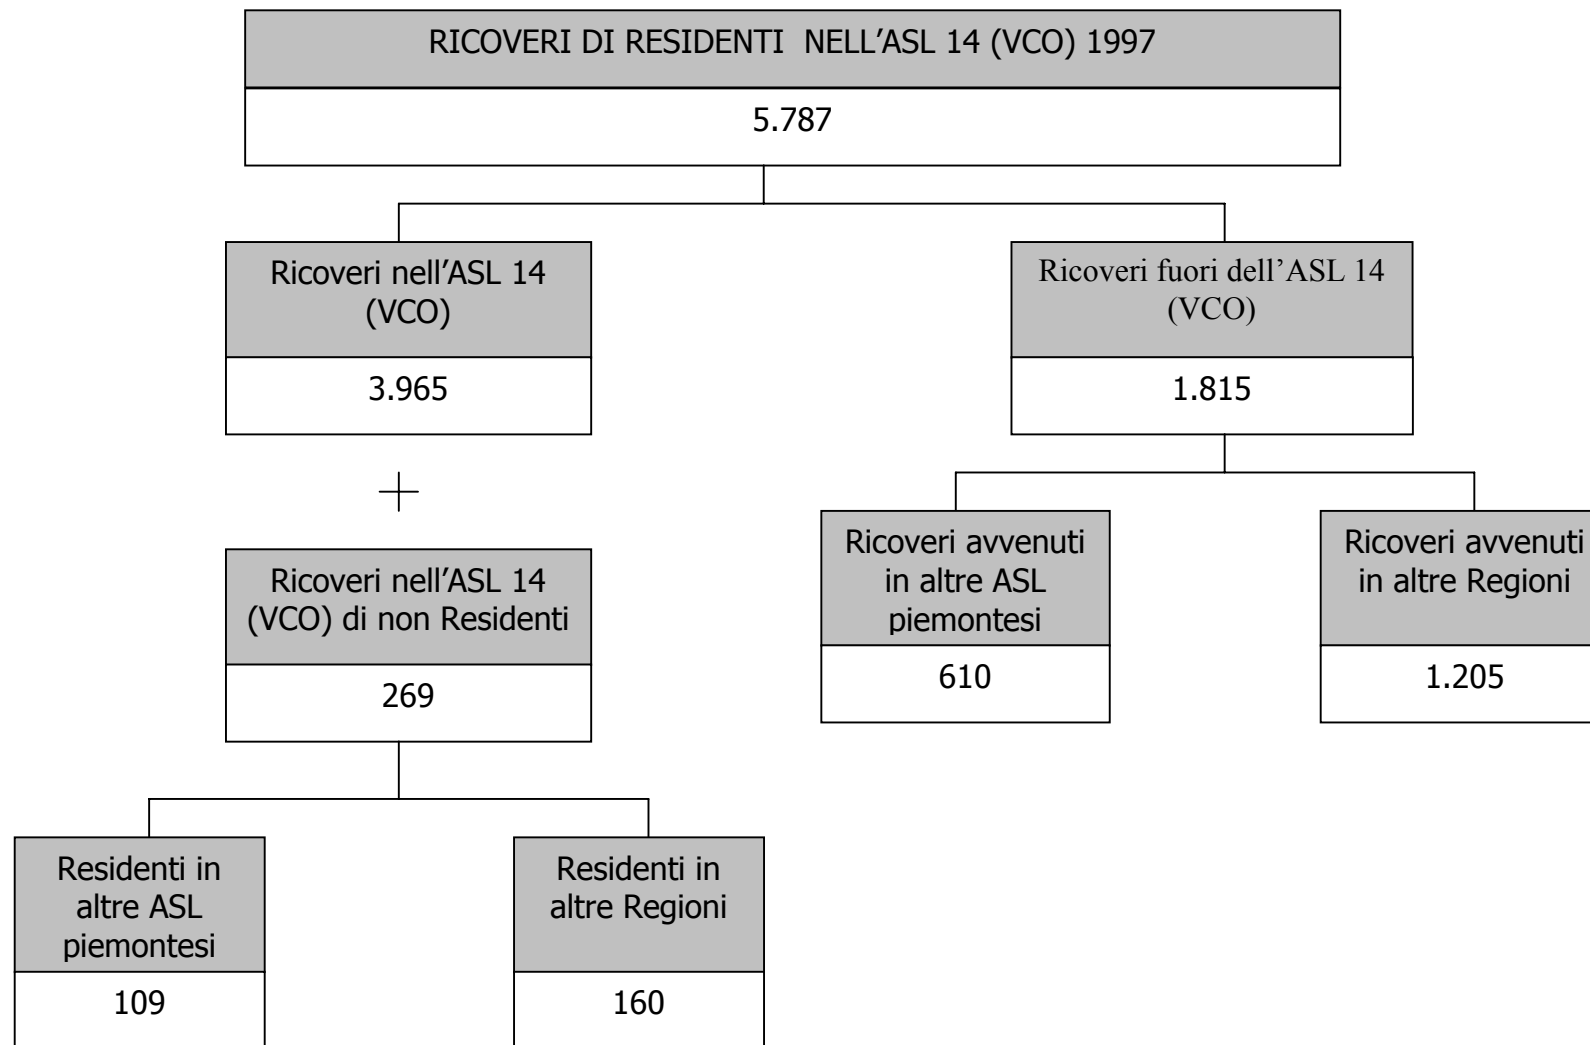 RICOVERI DI RESIDENTI NELL'ASL 14 (VCO) 1997
5.787
Ricoveri nell'ASL 14
(VCO)
3.965
Ricoveri fuori dell'ASL 14
(VCO)
1.815
+
Ricoveri nell'ASL 14
(VCO) di non Residenti
269
Ricoveri avvenuti
in altre ASL
piemontesi
610
Ricoveri avvenuti
in altre Regioni
1.205
Residenti in
altre ASL
piemontesi
109
Residenti in
altre Regioni
160